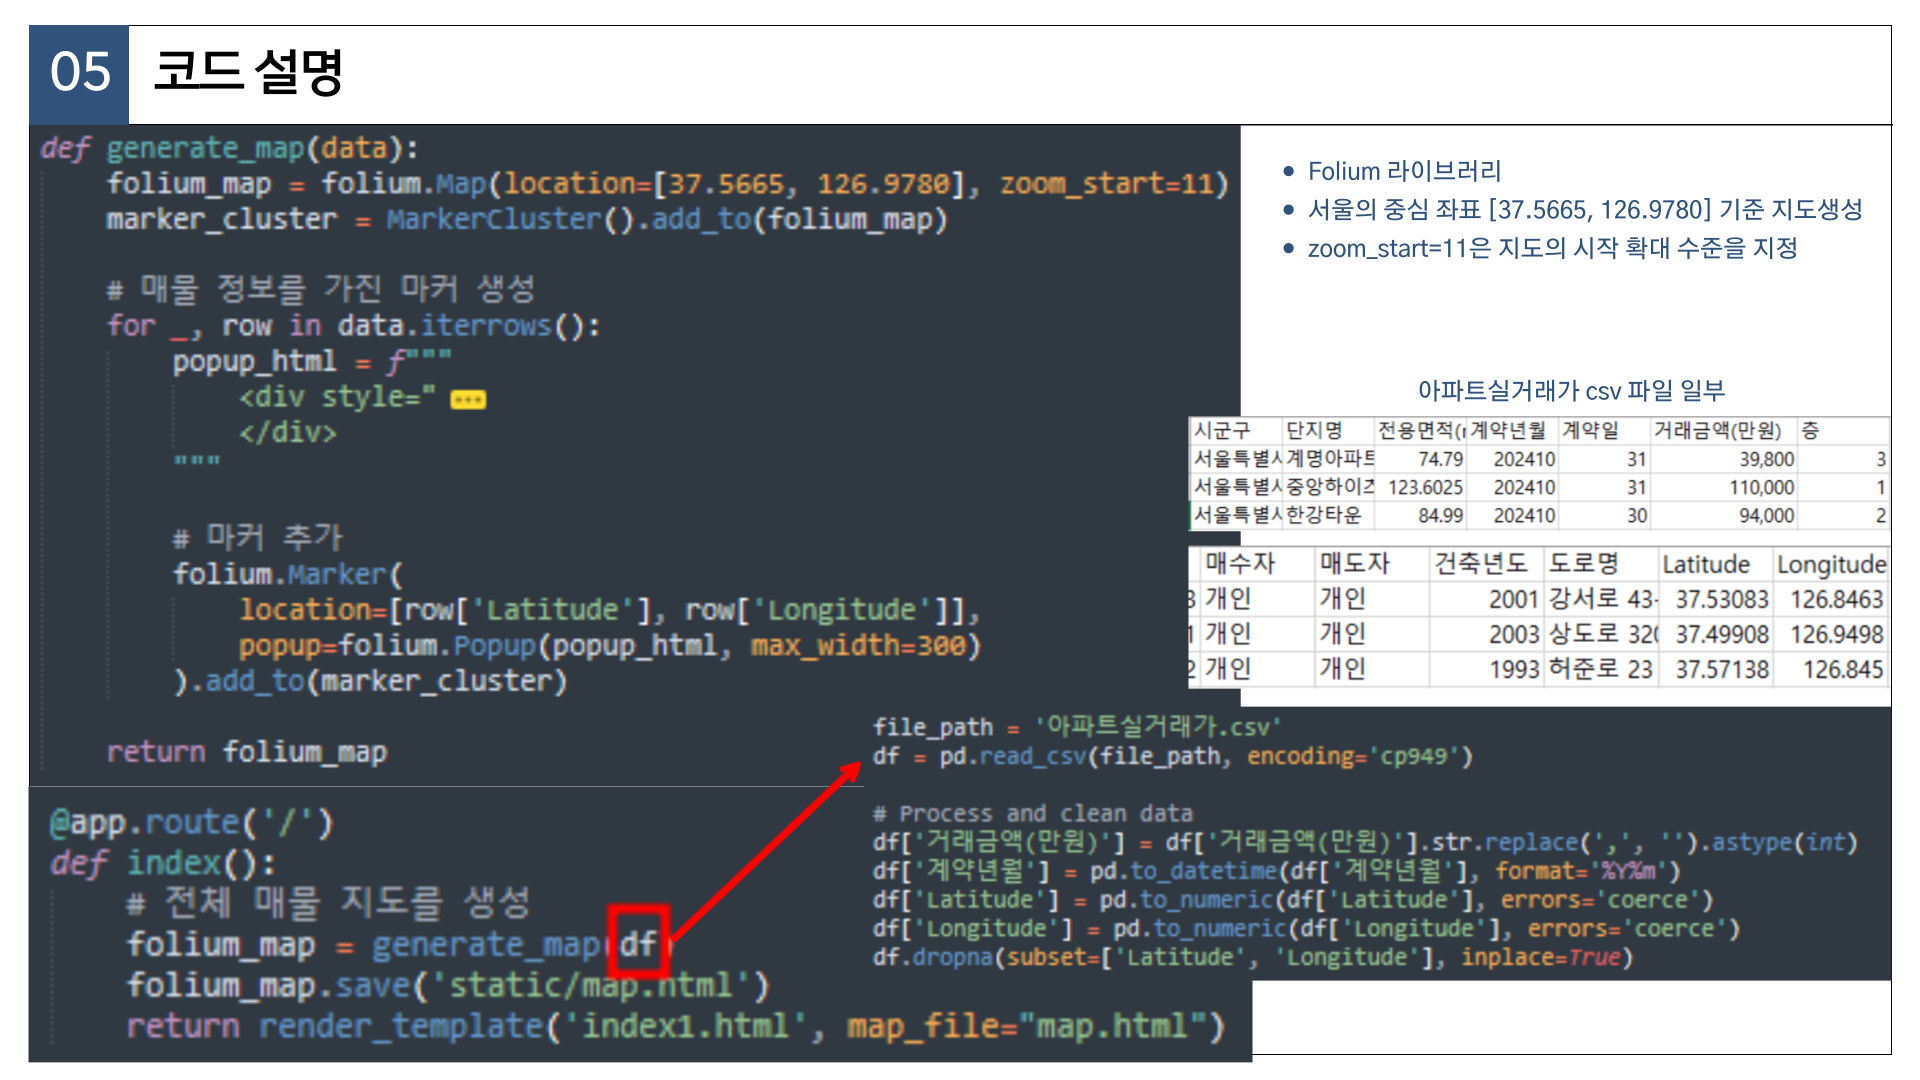 05 코드 설명
def generate_map(data):
folium_map = folium.Map(location=[37.5665, 126.9780], zoom_start=11)
marker_cluster = MarkerCluster().add_to(folium_map)
# 매물 정보를 가진 마커 생성
for _, row in data.iterrows():
popup_html = f"""
<div style="
</div>
"""
# 마커 추가
folium.Marker(
location=[row['Latitude'], row['Longitude']],
popup=folium.Popup(popup_html, max_width=300)
).add_to(marker_cluster)
return folium_map
@app.route('/')
def index():
# 전체 매물 지도를 생성
folium_map = generate_map(df)
folium_map.save('static/map.html')
return render_template('index1.html', map_file="map.html")
• Folium 라이브러리
• 서울의 중심 좌표 [37.5665, 126.9780] 기준 지도생성
• zoom_start=11은 지도의 시작 확대 수준을 지정
아파트실거래가 csv 파일 일부
시군구 단지명 전용면적( 계약년월 계약일 거래금액(만원) 층
서울특별시 계명아파트 74.79 202410 31 39,800 3
서울특별시 중앙하이츠 123.6025 202410 31 110,000 1
서울특별시 한강타운 84.99 202410 30 94,000 2
매수자 매도자 건축년도 도로명 Latitude Longitude
3 개인 개인 2001 강서로 43- 37.53083 126.8463
1 개인 개인 2003 상도로 320 37.49908 126.9498
2 개인 개인 1993 허준로 23 37.57138 126.845
file_path = '아파트실거래가.csv'
df = pd.read_csv(file_path, encoding='cp949')
# Process and clean data
df['거래금액(만원)'] = df['거래금액(만원)'].str.replace(',', '').astype(int)
df['계약년월'] = pd.to_datetime(df['계약년월'], format='%Y%m')
df['Latitude'] = pd.to_numeric(df['Latitude'], errors='coerce')
df['Longitude'] = pd.to_numeric(df['Longitude'], errors='coerce')
df.dropna(subset=['Latitude', 'Longitude'], inplace=True)